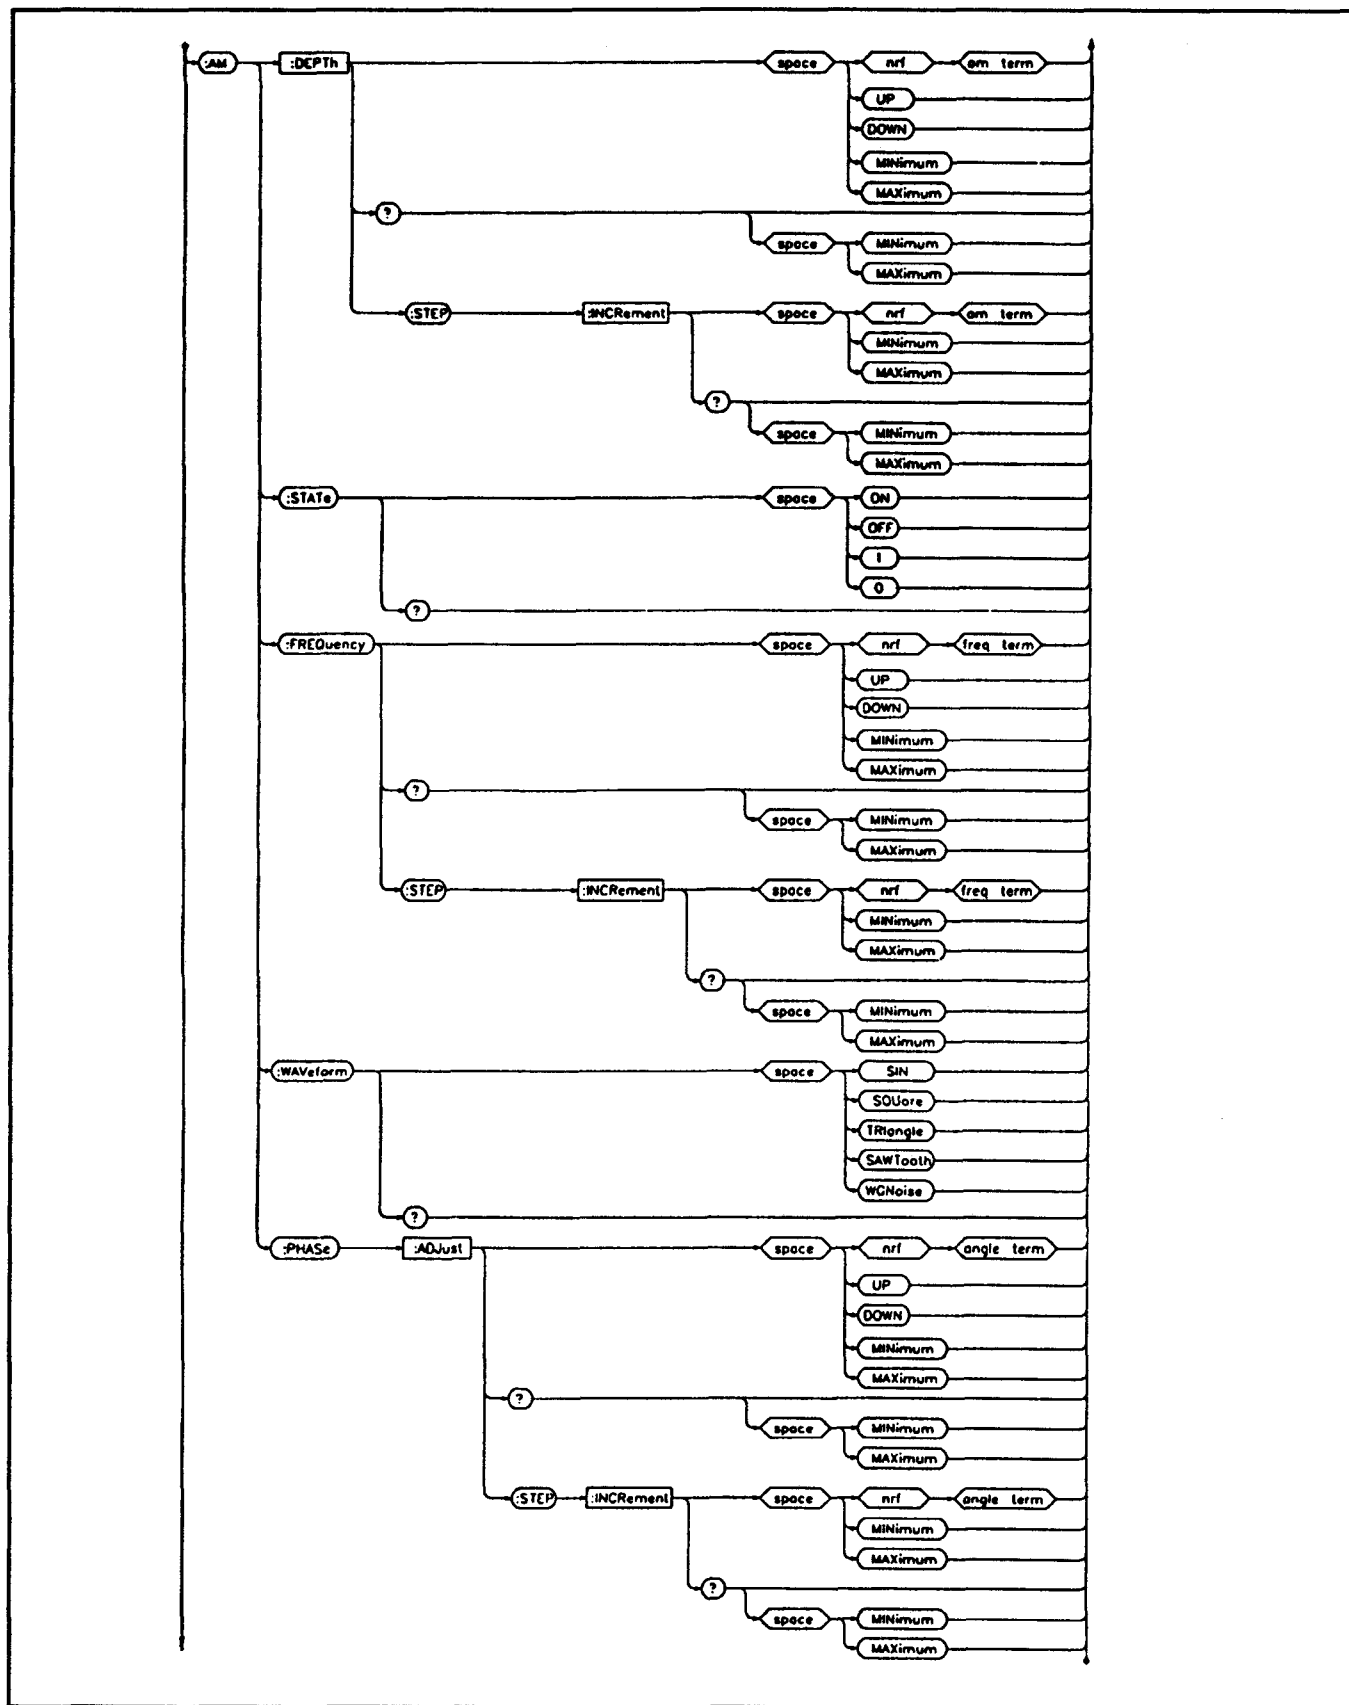 :AM :DEPTh space nrf am term
UP
DOWN
MINimum
MAXimum
?
space MINimum
MAXimum
:STEP :INCRement space nrf am term
MINimum
MAXimum
?
space MINimum
MAXimum
:STATe space ON
OFF
1
0
?
:FREQuency space nrf freq term
UP
DOWN
MINimum
MAXimum
?
space MINimum
MAXimum
:STEP :INCRement space nrf freq term
MINimum
MAXimum
?
space MINimum
MAXimum
:WAVeform space SIN
SQUare
TRIangle
SAWTooth
WGNoise
?
:PHASe :ADJust space nrf angle term
UP
DOWN
MINimum
MAXimum
?
space MINimum
MAXimum
:STEP :INCRement space nrf angle term
MINimum
MAXimum
?
space MINimum
MAXimum